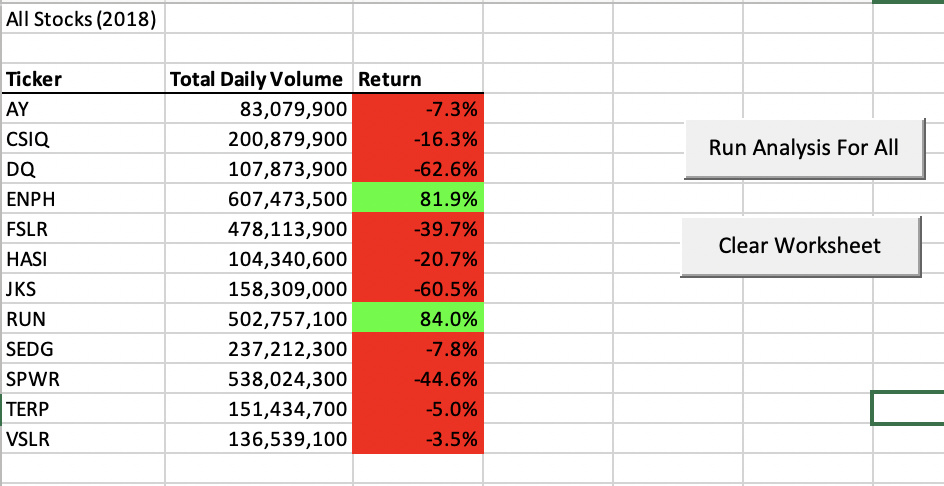 All Stocks (2018)
Ticker Total Daily Volume Return
AY 83,079,900 -7.3%
CSIQ 200,879,900 -16.3%
DQ 107,873,900 -62.6%
ENPH 607,473,500 81.9%
FSLR 478,113,900 -39.7%
HASI 104,340,600 -20.7%
JKS 158,309,000 -60.5%
RUN 502,757,100 84.0%
SEDG 237,212,300 -7.8%
SPWR 538,024,300 -44.6%
TERP 151,434,700 -5.0%
VSLR 136,539,100 -3.5%
Run Analysis For All
Clear Worksheet